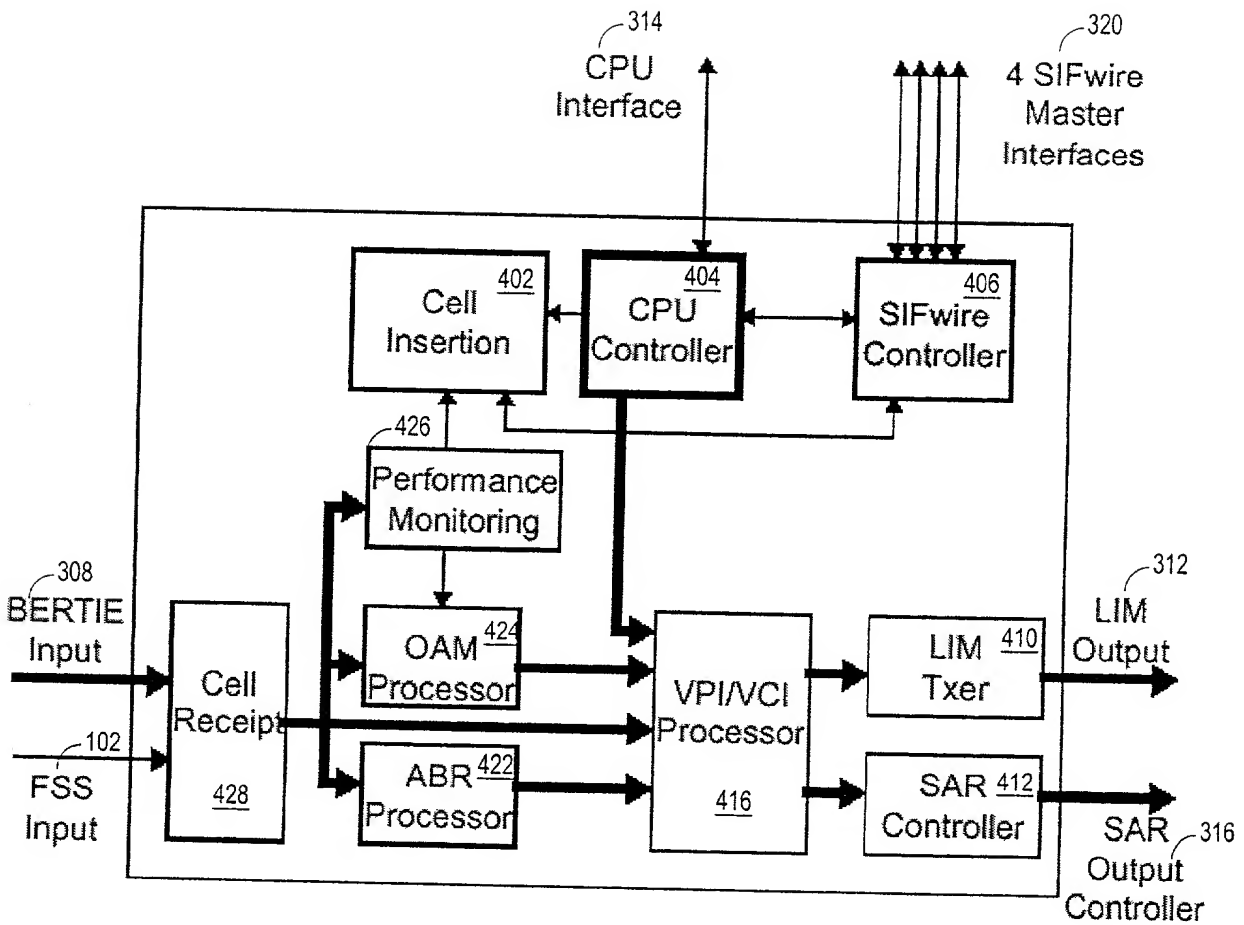 314
CPU
Interface
320
4 SIFwire
Master
Interfaces
402
Cell
Insertion
404
CPU
Controller
406
SIFwire
Controller
426
Performance
Monitoring
308
BERTIE
Input
102
FSS
Input
Cell
Receipt
428
OAM 424
Processor
ABR 422
Processor
VPI/VCI
Processor
416
LIM 410
Txer
SAR 412
Controller
312
LIM
Output
SAR
Output 316
Controller